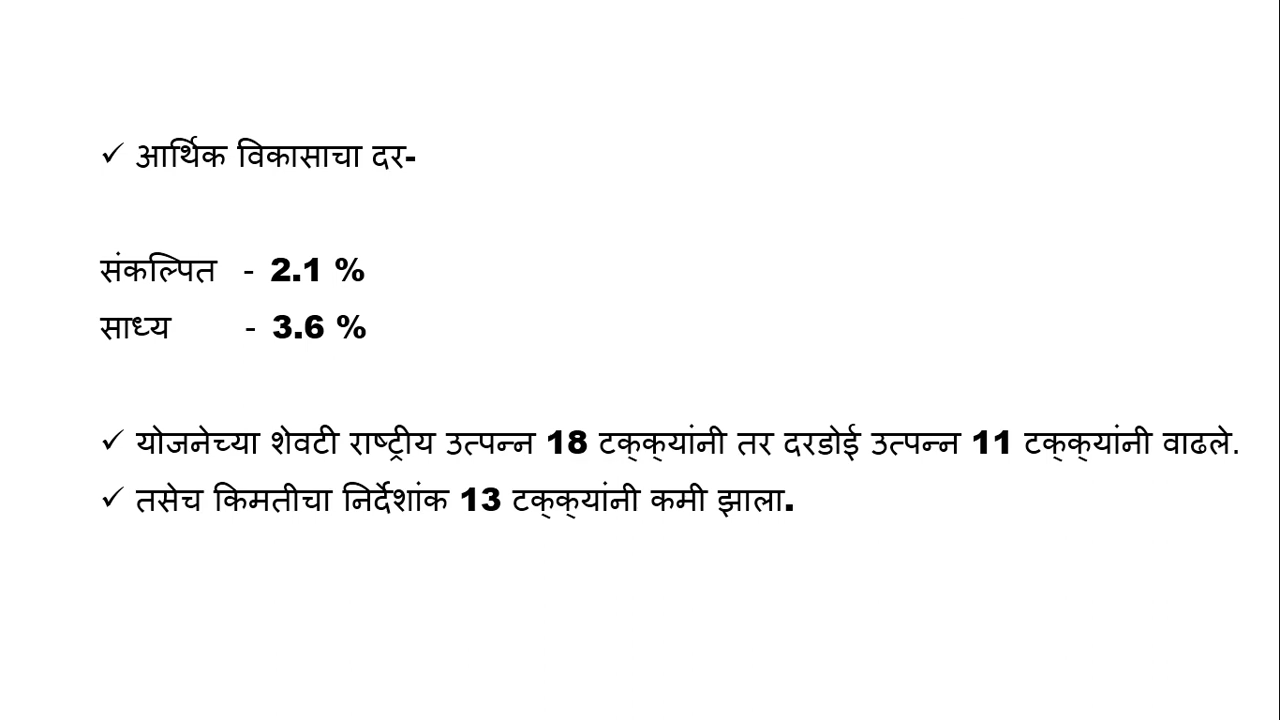 ✓ आर्थिक विकासाचा दर-
संकल्पित - 2.1 %
साध्य - 3.6 %
✓ योजनेच्या शेवटी राष्ट्रीय उत्पन्न 18 टक्क्यांनी तर दरडोई उत्पन्न 11 टक्क्यांनी वाढले.
✓ तसेच किमतीचा निर्देशांक 13 टक्क्यांनी कमी झाला.